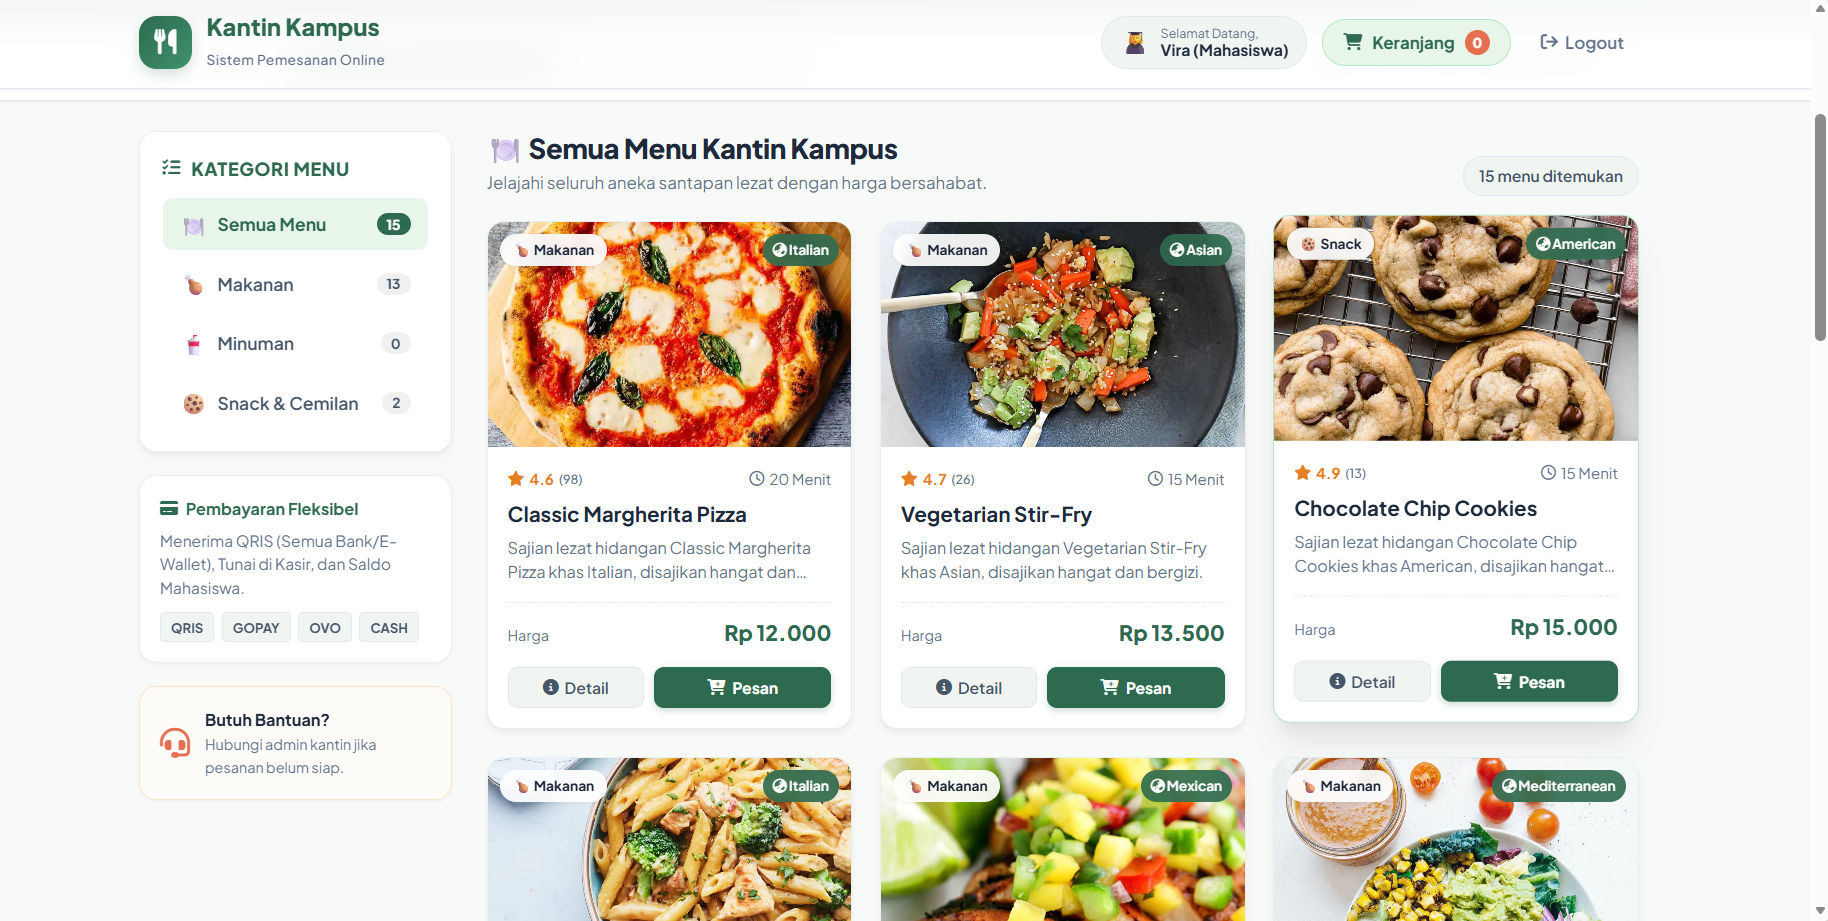 Kantin Kampus
Sistem Pemesanan Online
Selamat Datang,
Vira (Mahasiswa)
Keranjang 0
Logout
KATEGORI MENU
Semua Menu 15
Makanan 13
Minuman 0
Snack & Cemilan 2
Pembayaran Fleksibel
Menerima QRIS (Semua Bank/E-
Wallet), Tunai di Kasir, dan Saldo
Mahasiswa.
QRIS GOPAY OVO CASH
Butuh Bantuan?
Hubungi admin kantin jika
pesanan belum siap.
Semua Menu Kantin Kampus
Jelajahi seluruh aneka santapan lezat dengan harga bersahabat.
15 menu ditemukan
Makanan Italian
4.6 (98) 20 Menit
Classic Margherita Pizza
Sajian lezat hidangan Classic Margherita
Pizza khas Italian, disajikan hangat dan...
Harga Rp 12.000
Detail Pesan
Makanan Asian
4.7 (26) 15 Menit
Vegetarian Stir-Fry
Sajian lezat hidangan Vegetarian Stir-Fry
khas Asian, disajikan hangat dan bergizi.
Harga Rp 13.500
Detail Pesan
Snack American
4.9 (13) 15 Menit
Chocolate Chip Cookies
Sajian lezat hidangan Chocolate Chip
Cookies khas American, disajikan hangat...
Harga Rp 15.000
Detail Pesan
Makanan Italian
Makanan Mexican
Makanan Mediterranean